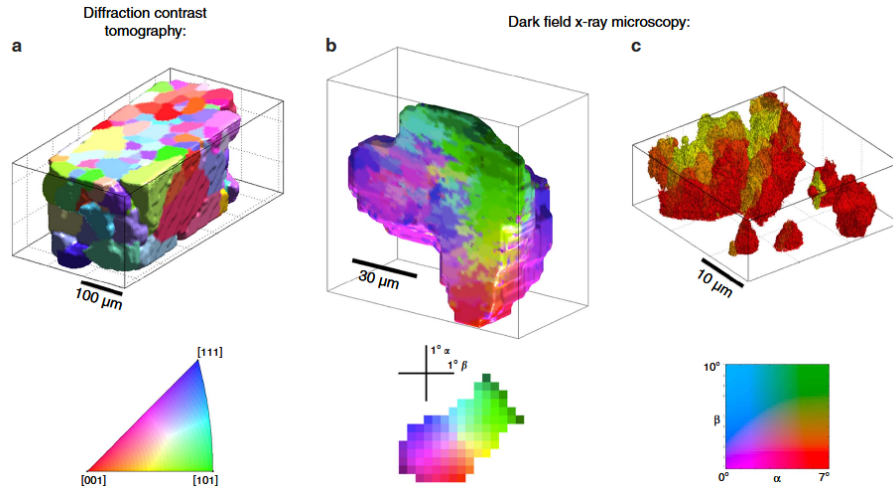 Diffraction contrast
tomography:
Dark field x-ray microscopy:
a
b
c
100 µm
30 µm
10 µm
[111]
[001]
[101]
1° α
1° β
10°
β
0°
α
7°